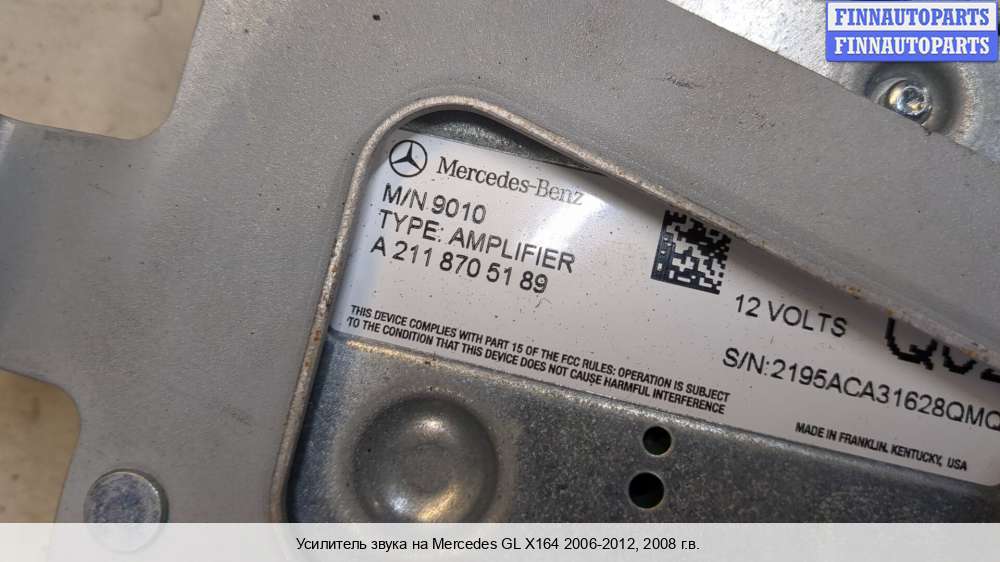 FINNAUTOPARTS
FINNAUTOPARTS
Mercedes-Benz
M/N 9010
TYPE: AMPLIFIER
A 211 870 51 89
12 VOLTS
S/N:2195ACA31628QMQ
THIS DEVICE COMPLIES WITH PART 15 OF THE FCC RULES: OPERATION IS SUBJECT
TO THE CONDITION THAT THIS DEVICE DOES NOT CAUSE HARMFUL INTERFERENCE
MADE IN FRANKLIN, KENTUCKY, USA
Усилитель звука на Mercedes GL X164 2006-2012, 2008 г.в.